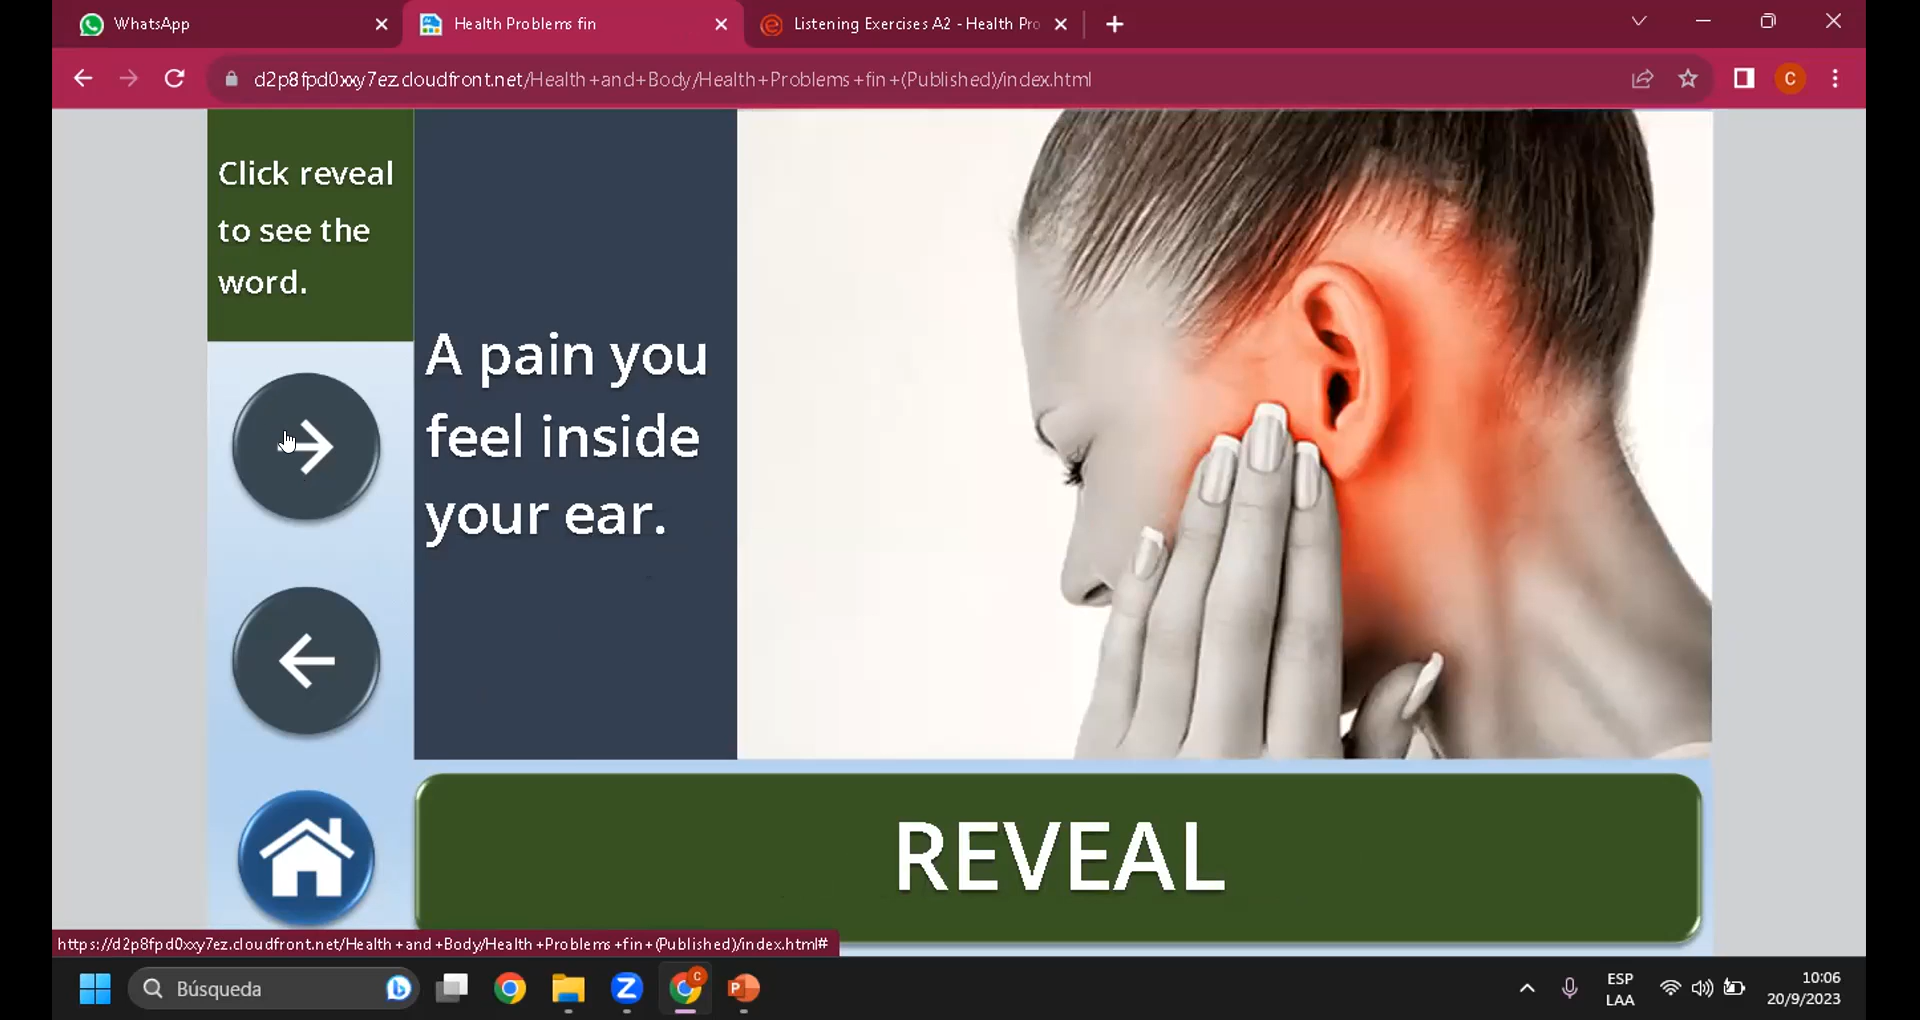 WhatsApp
Health Problems fin
Listening Exercises A2 - Health Pro
d2p8fpd0xxy7ez.cloudfront.net/Health+and+Body/Health+Problems+fin+(Published)/index.html
C
Click reveal
to see the
word.
A pain you
feel inside
your ear.
REVEAL
https://d2p8fpd0xxy7ez.cloudfront.net/Health+and+Body/Health+Problems+fin+(Published)/index.html#
Búsqueda
ESP
LAA
10:06
20/9/2023